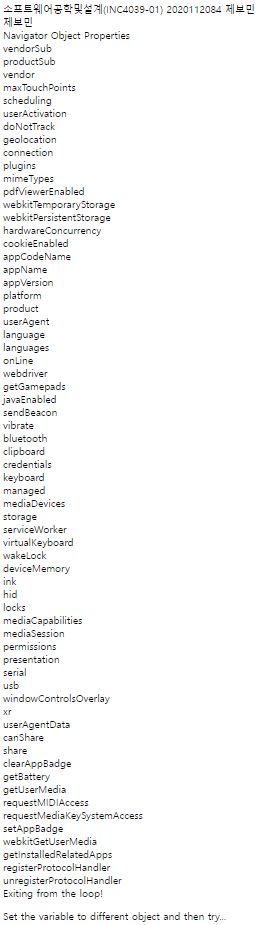 소프트웨어공학및설계(INC4039-01) 2020112084 제보민
제보민
Navigator Object Properties
vendorSub
productSub
vendor
maxTouchPoints
scheduling
userActivation
doNotTrack
geolocation
connection
plugins
mimeTypes
pdfViewerEnabled
webkitTemporaryStorage
webkitPersistentStorage
hardwareConcurrency
cookieEnabled
appCodeName
appName
appVersion
platform
product
userAgent
language
languages
onLine
webdriver
getGamepads
javaEnabled
sendBeacon
vibrate
bluetooth
clipboard
credentials
keyboard
managed
mediaDevices
storage
serviceWorker
virtualKeyboard
wakeLock
deviceMemory
ink
hid
locks
mediaCapabilities
mediaSession
permissions
presentation
serial
usb
windowControlsOverlay
xr
userAgentData
canShare
share
clearAppBadge
getBattery
getUserMedia
requestMIDIAccess
requestMediaKeySystemAccess
setAppBadge
webkitGetUserMedia
getInstalledRelatedApps
registerProtocolHandler
unregisterProtocolHandler
Exiting from the loop!
Set the variable to different object and then try...